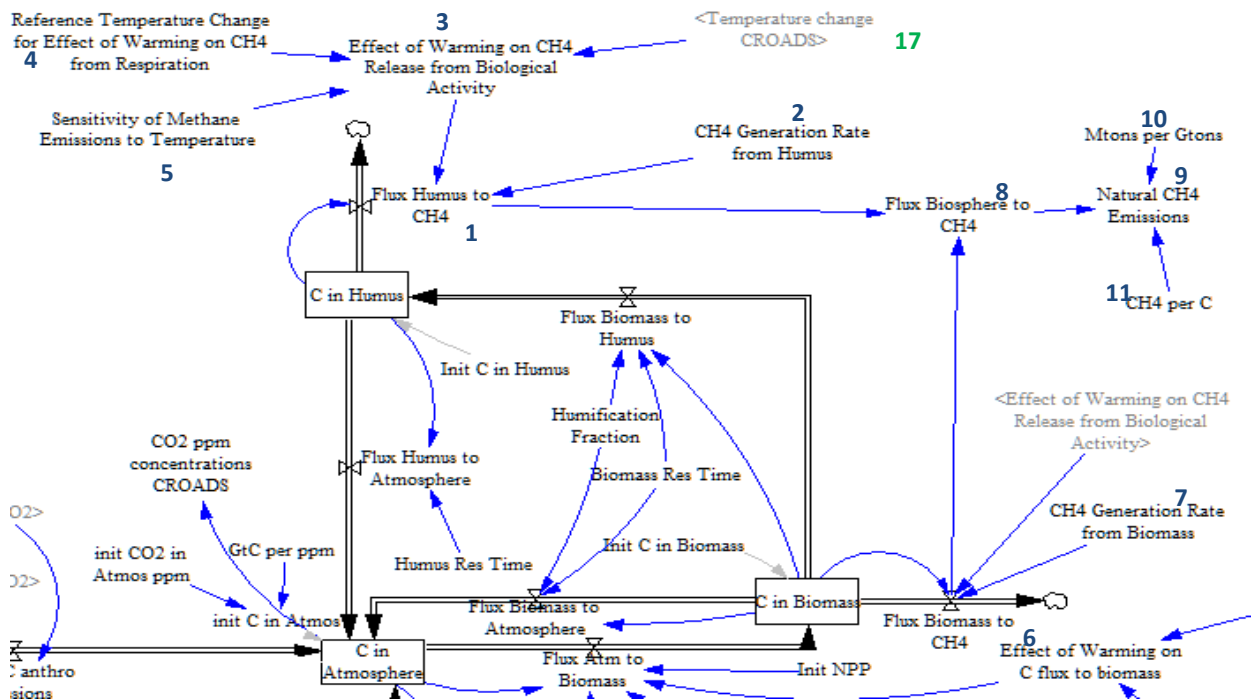 Reference Temperature Change
for Effect of Warming on CH4
from Respiration
4
3
Effect of Warming on CH4
Release from Biological
Activity
<Temperature change
CROADS>
17
Sensitivity of Methane
Emissions to Temperature
5
2
CH4 Generation Rate
from Humus
10
Mtons per Gtons
9
Natural CH4
Emissions
8
Flux Biosphere to
CH4
Flux Humus to
CH4
1
11
CH4 per C
C in Humus
Flux Biomass to
Humus
Init C in Humus
Humification
Fraction
<Effect of Warming on CH4
Release from Biological
Activity>
CO2 ppm
concentrations
CROADS
Flux Humus to
Atmosphere
Biomass Res Time
7
CH4 Generation Rate
from Biomass
O2>
init CO2 in
Atmos ppm
GtC per ppm
Humus Res Time
Init C in Biomass
O2>
init C in Atmos
Flux Biomass to
Atmosphere
C in Biomass
Flux Biomass to
CH4
6
Effect of Warming on
C flux to biomass
C anthro
ssions
C in
Atmosphere
Flux Atm to
Biomass
Init NPP